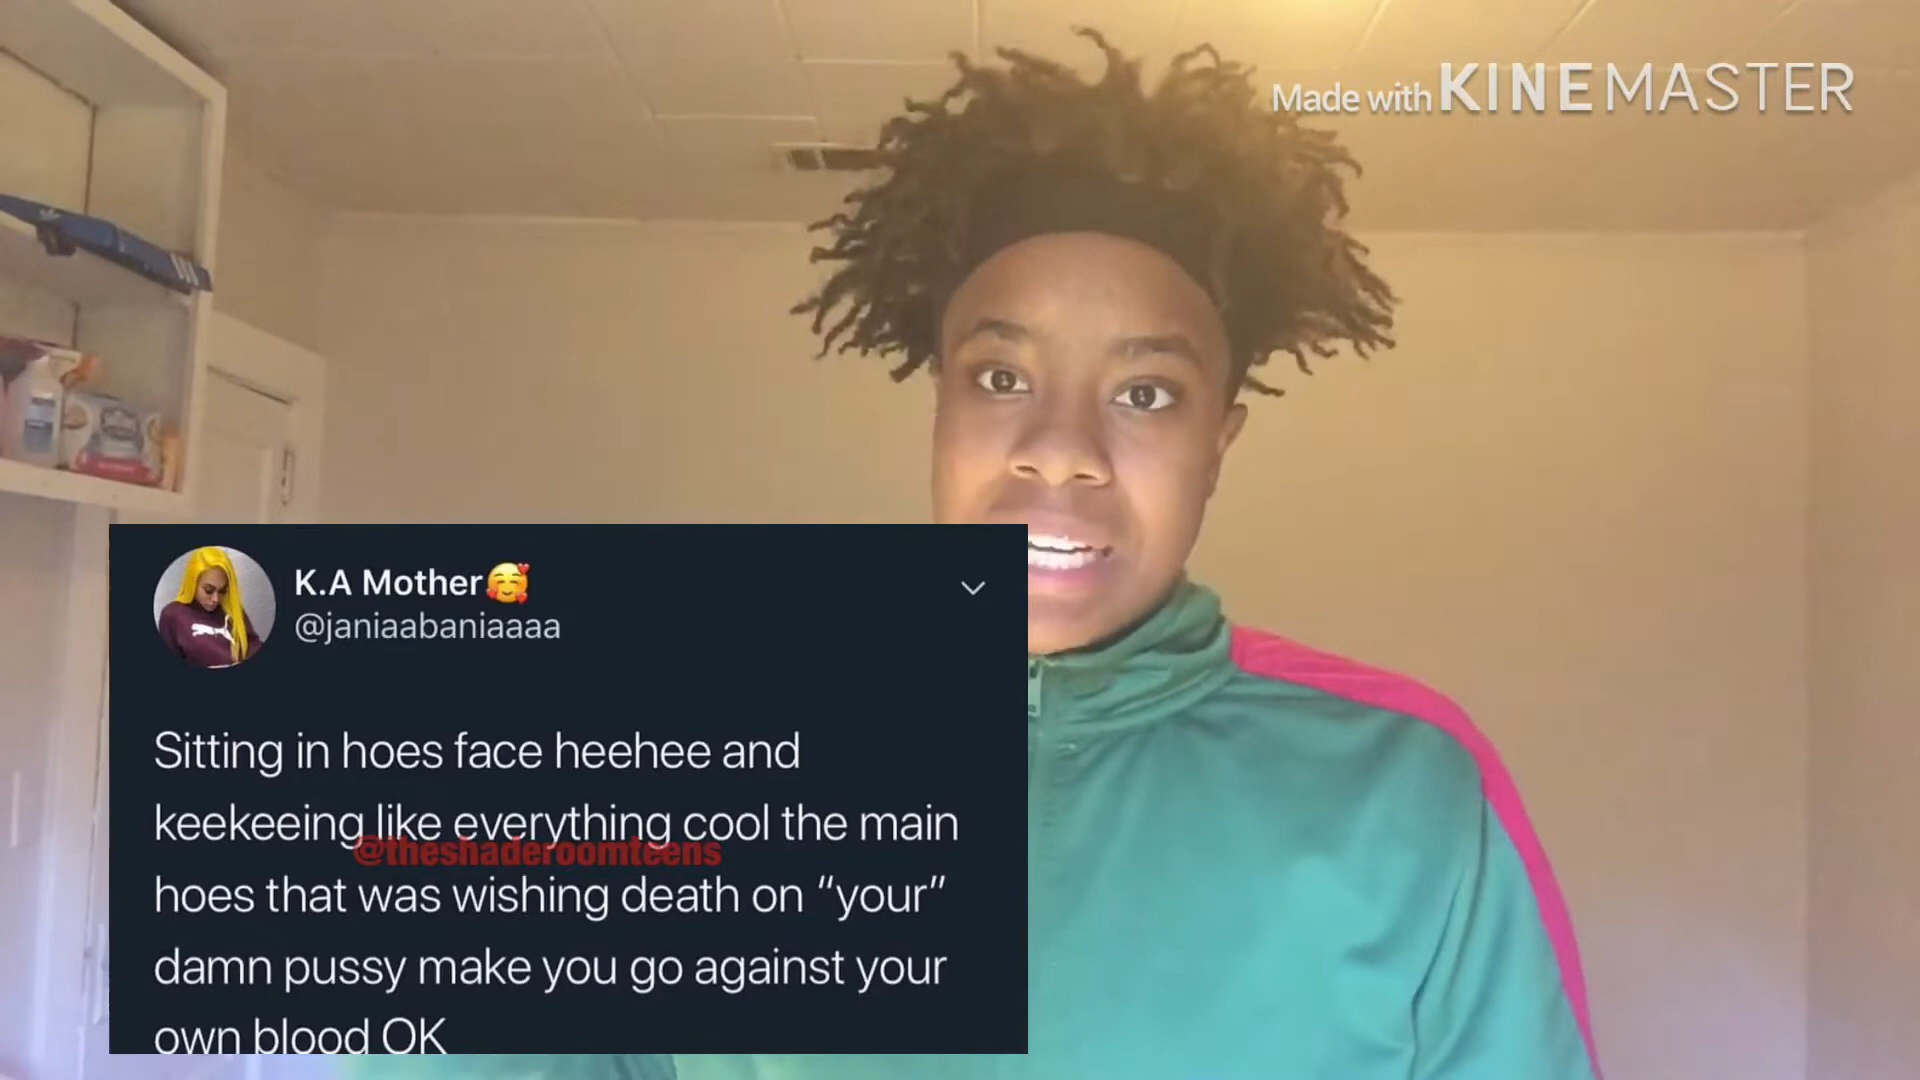 Made with KINEMASTER
K.A Mother🥰
@janiaabaniaaaa
Sitting in hoes face heehee and
keekeeing like everything cool the main
@theshaderoomteens
hoes that was wishing death on “your”
damn pussy make you go against your
own blood OK